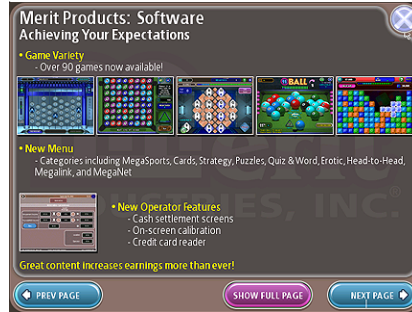 Merit Products: Software
Achieving Your Expectations
• Game Variety
- Over 90 games now available!
11 BALL
• New Menu
- Categories including MegaSports, Cards, Strategy, Puzzles, Quiz & Word, Erotic, Head-to-Head,
Megalink, and MegaNet
• New Operator Features
- Cash settlement screens
- On-screen calibration
- Credit card reader
INDUSTRIES, INC.®
Great content increases earnings more than ever!
PREV PAGE
SHOW FULL PAGE
NEXT PAGE